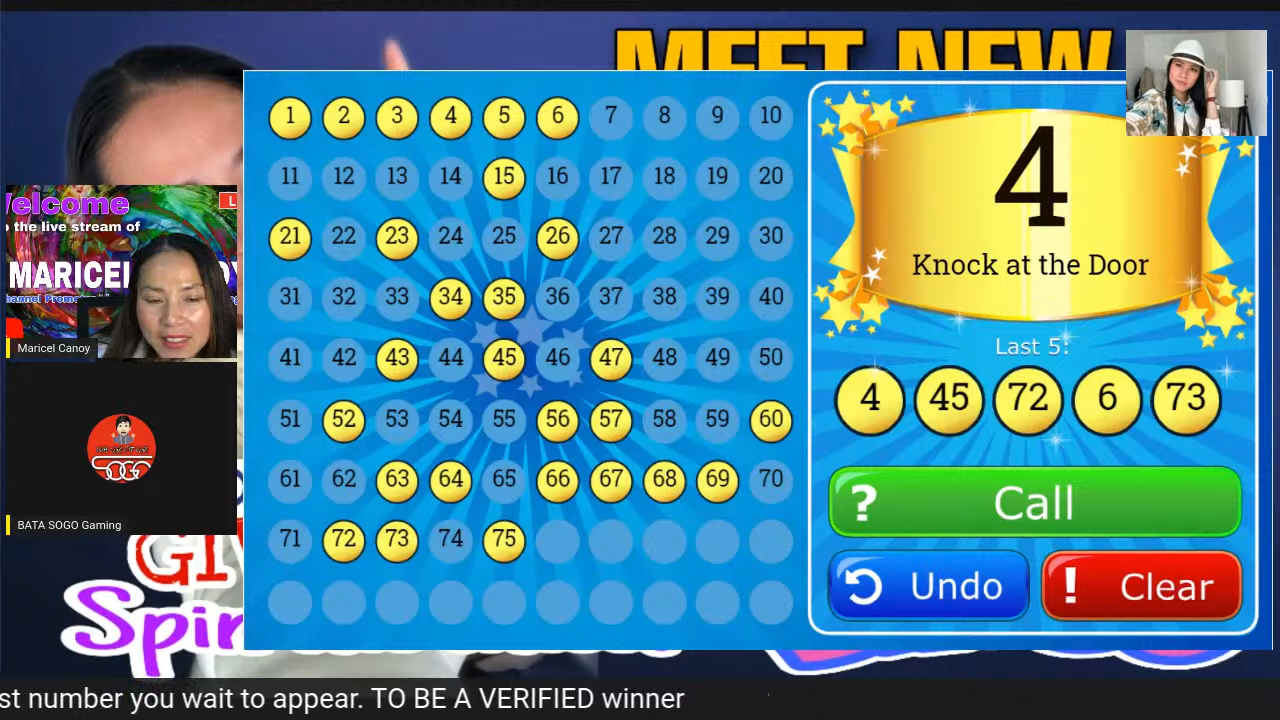 MEET NEW
1 2 3 4 5 6 7 8 9 10
11 12 13 14 15 16 17 18 19 20
21 22 23 24 25 26 27 28 29 30
31 32 33 34 35 36 37 38 39 40
41 42 43 44 45 46 47 48 49 50
51 52 53 54 55 56 57 58 59 60
61 62 63 64 65 66 67 68 69 70
71 72 73 74 75
4
Knock at the Door
Last 5:
4 45 72 6 73
? Call
Undo
! Clear
elcome
L
the live stream of
MARICEL
Maricel Canoy
SOGO
BATA SOGO Gaming
GI
Spin
st number you wait to appear. TO BE A VERIFIED winner